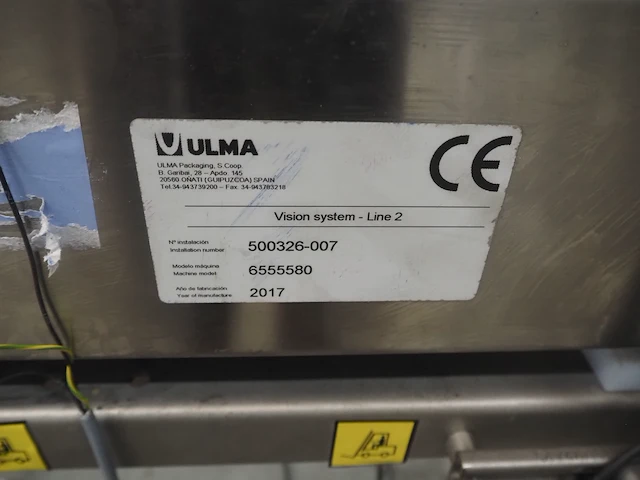 ULMA
CE
ULMA Packaging, S.Coop.
B. Garibai, 28 – Apdo. 145
20560 OÑATI (GUIPUZCOA) SPAIN
Tel.34-943739200 – Fax. 34-943783218
Vision system - Line 2
Nº instalación
Installation number
500326-007
Modelo máquina
Machine model
6555580
Año de fabricación
Year of manufacture
2017